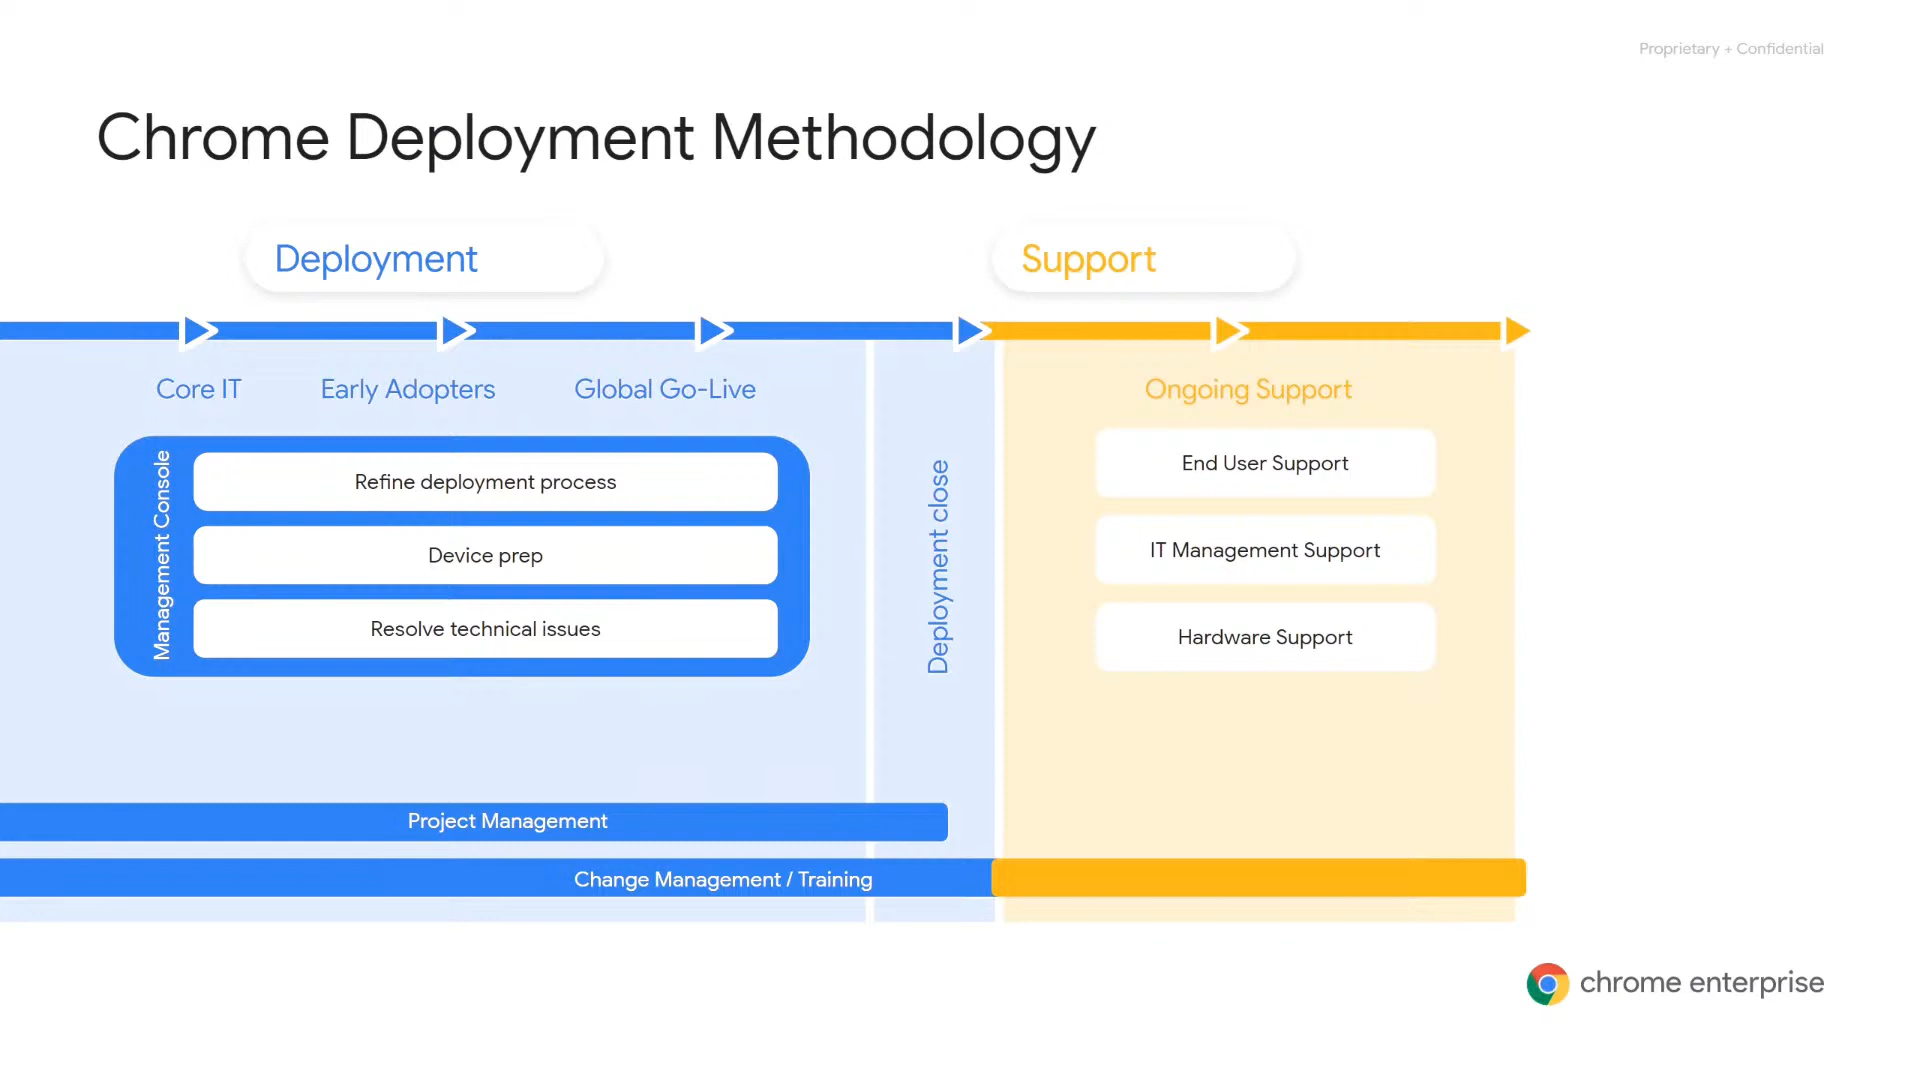 Proprietary + Confidential
Chrome Deployment Methodology
Deployment
Support
Core IT
Early Adopters
Global Go-Live
Ongoing Support
Management Console
Refine deployment process
Device prep
Resolve technical issues
Deployment close
End User Support
IT Management Support
Hardware Support
Project Management
Change Management / Training
chrome enterprise